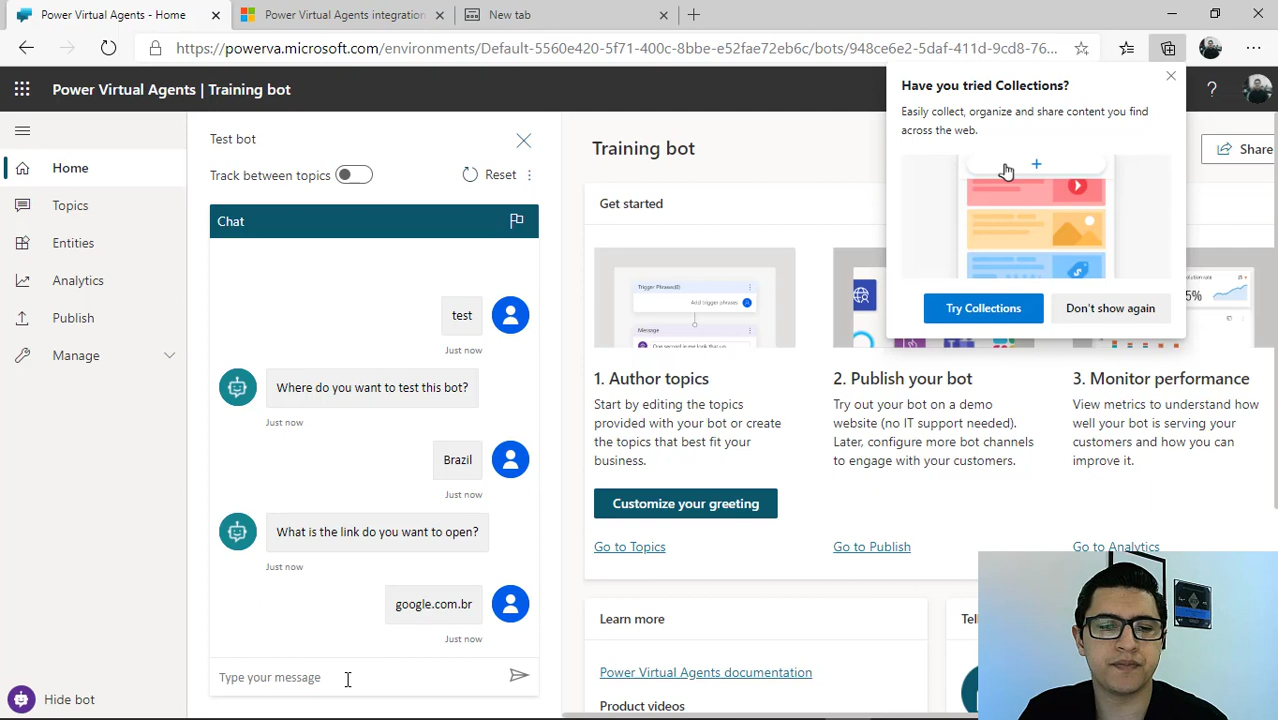 Power Virtual Agents - Home
Power Virtual Agents integration
New tab
https://powerva.microsoft.com/environments/Default-5560e420-5f71-400c-8bbe-e52fae72eb6c/bots/948ce6e2-5daf-411d-9cd8-76...
Power Virtual Agents | Training bot
Have you tried Collections?
Easily collect, organize and share content you find
across the web.
Try Collections
Don't show again
Home
Topics
Entities
Analytics
Publish
Manage
Hide bot
Test bot
Track between topics
Reset
Chat
test
Just now
Where do you want to test this bot?
Just now
Brazil
Just now
What is the link do you want to open?
Just now
google.com.br
Just now
Type your message
Training bot
Share
Get started
Trigger Phrases
Add trigger phrases
Message
1. Author topics
Start by editing the topics
provided with your bot or create
the topics that best fit your
business.
Customize your greeting
Go to Topics
2. Publish your bot
Try out your bot on a demo
website (no IT support needed).
Later, configure more bot channels
to engage with your customers.
Go to Publish
3. Monitor performance
View metrics to understand how
well your bot is serving your
customers and how you can
improve it.
Go to Analytics
Learn more
Power Virtual Agents documentation
Product videos